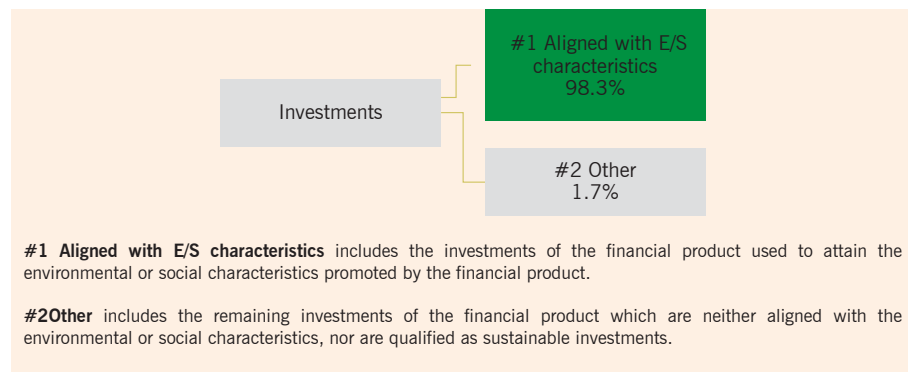 #1 Aligned with E/S
characteristics
98.3%
Investments
#2 Other
1.7%
#1 Aligned with E/S characteristics includes the investments of the financial product used to attain the
environmental or social characteristics promoted by the financial product.
#2Other includes the remaining investments of the financial product which are neither aligned with the
environmental or social characteristics, nor are qualified as sustainable investments.